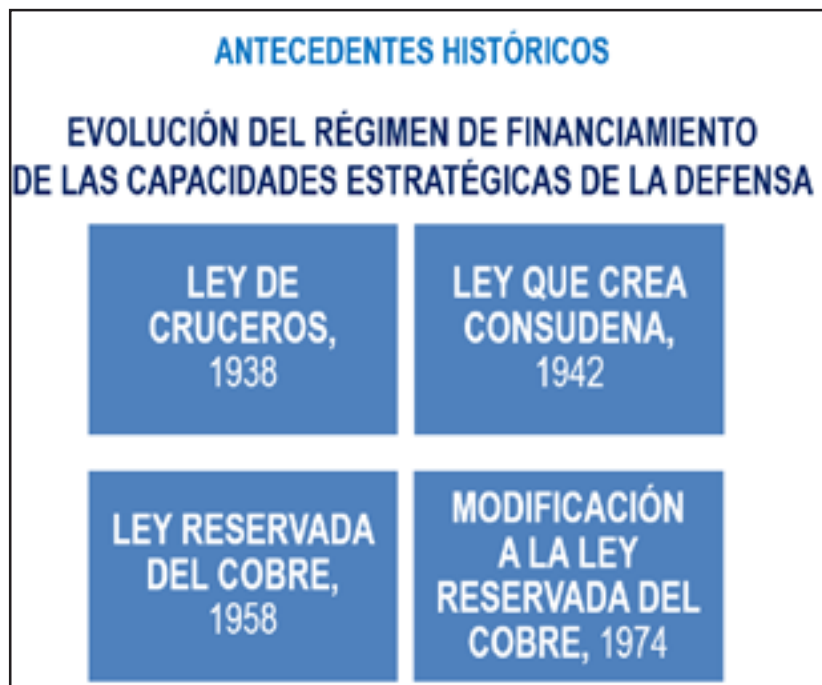 ANTECEDENTES HISTÓRICOS
EVOLUCIÓN DEL RÉGIMEN DE FINANCIAMIENTO
DE LAS CAPACIDADES ESTRATÉGICAS DE LA DEFENSA
LEY DE
CRUCEROS,
1938
LEY QUE CREA
CONSUDENA,
1942
LEY RESERVADA
DEL COBRE,
1958
MODIFICACIÓN
A LA LEY
RESERVADA DEL
COBRE, 1974